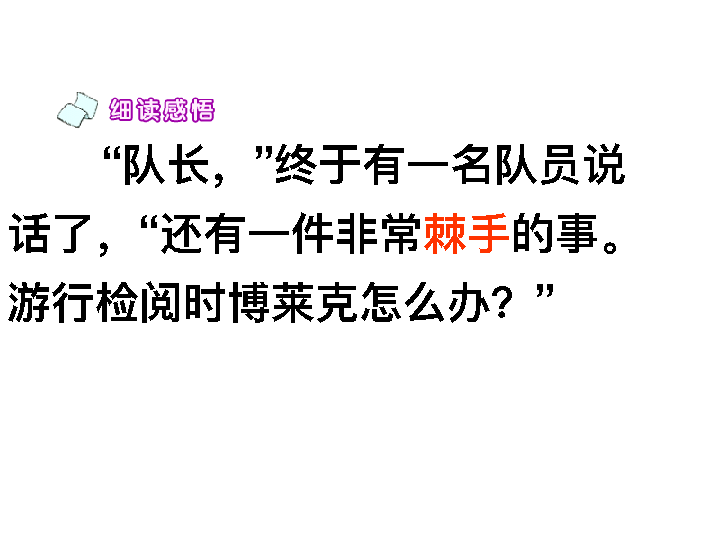 细读感悟
“队长，”终于有一名队员说
话了，“还有一件非常棘手的事。
游行检阅时博莱克怎么办？”